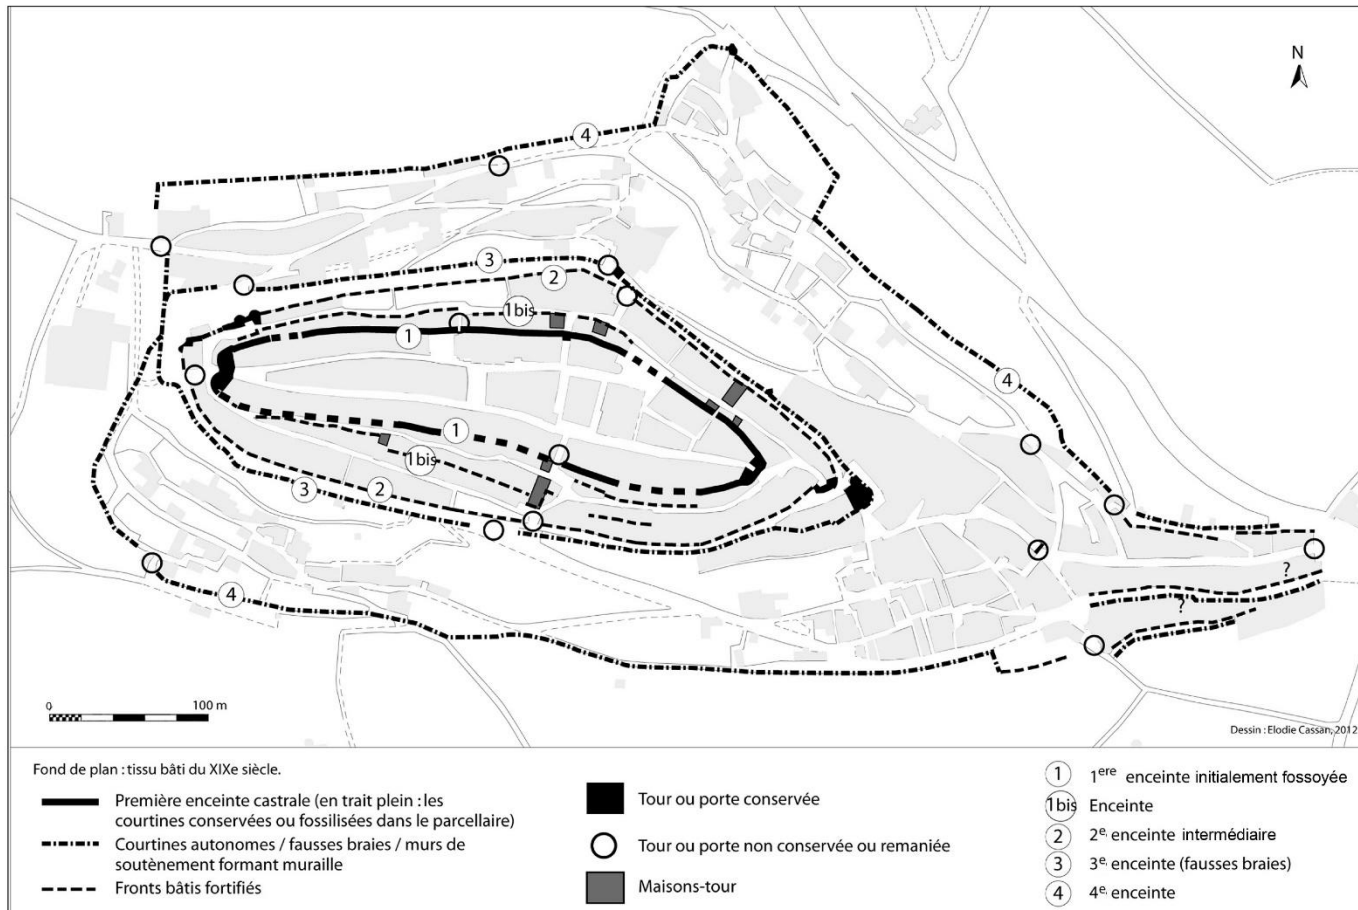 N
4
3
2
1bis
1
4
1
1bis
3
2
4
?
?
0
100 m
Dessin : Elodie Cassan, 2012
Fond de plan : tissu bâti du XIXe siècle.
Première enceinte castrale (en trait plein : les
courtines conservées ou fossilisées dans le parcellaire)
Courtines autonomes / fausses braies / murs de
soutènement formant muraille
Fronts bâtis fortifiés
Tour ou porte conservée
Tour ou porte non conservée ou remaniée
Maisons-tour
1 1ere enceinte initialement fossoyée
1bis Enceinte
2 2e enceinte intermédiaire
3 3e enceinte (fausses braies)
4 4e enceinte